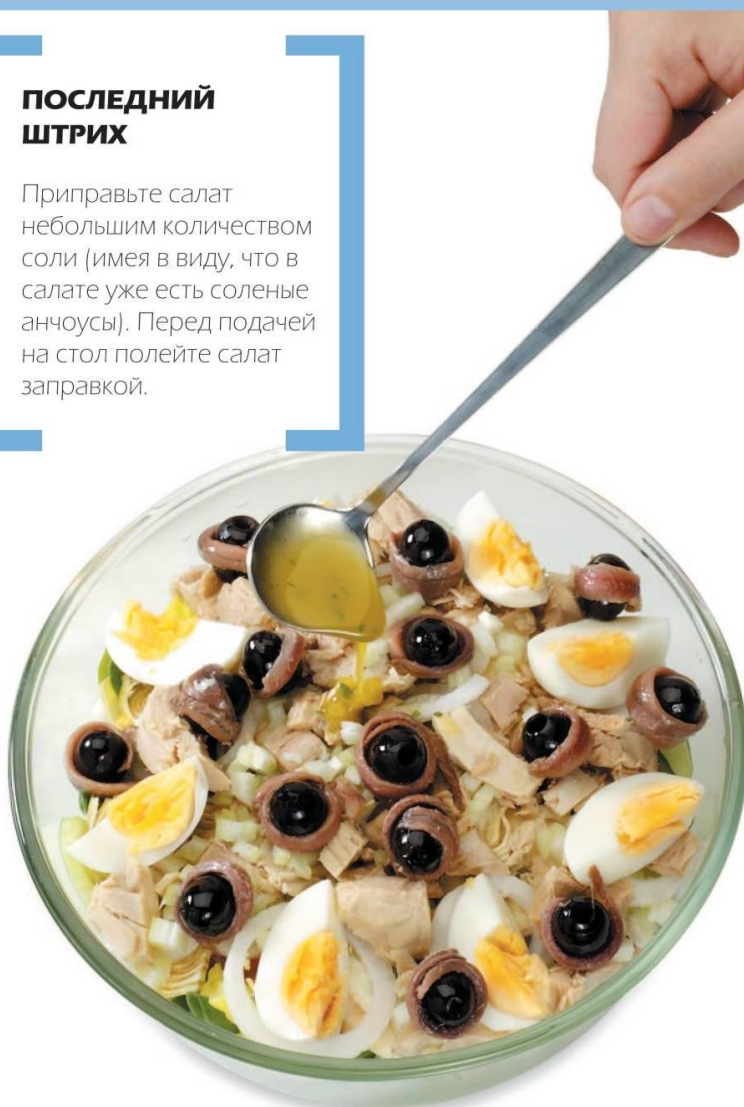 ПОСЛЕДНИЙ
ШТРИХ
Приправьте салат
небольшим количеством
соли (имея в виду, что в
салате уже есть соленые
анчоусы). Перед подачей
на стол полейте салат
заправкой.